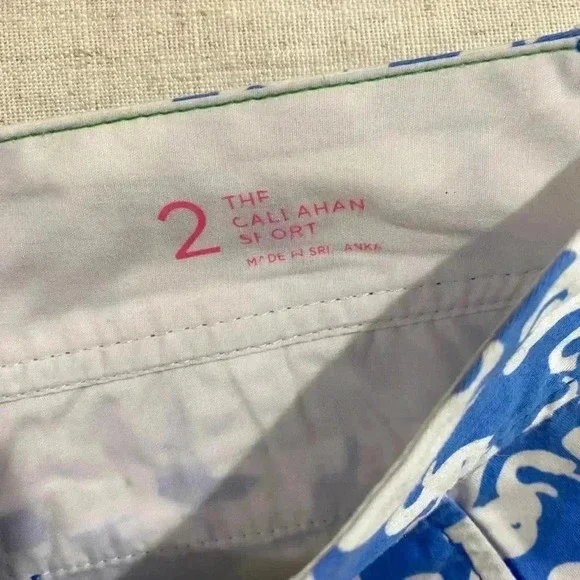 2
THE
CALLAHAN
SHORT
MADE IN SRI LANKA